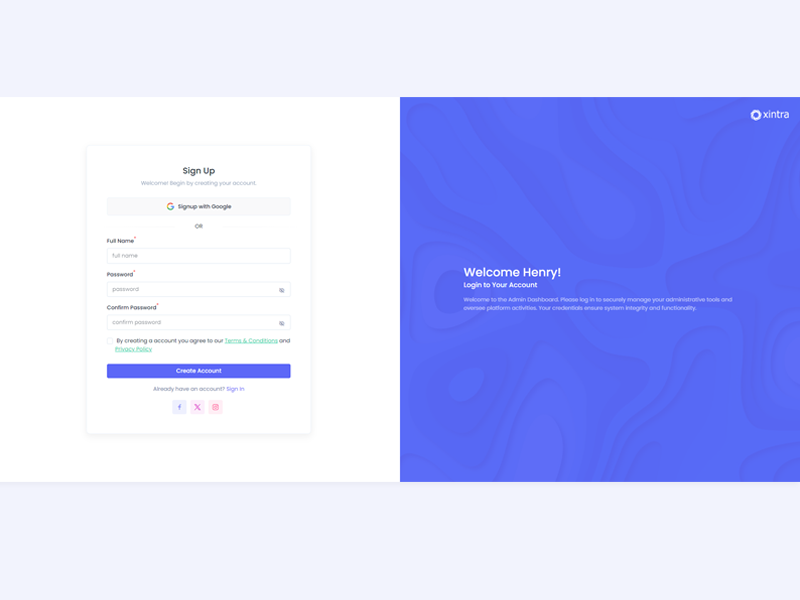 Sign Up
Welcome! Begin by creating your account.
Signup with Google
OR
Full Name*
full name
Password*
password
Confirm Password*
confirm password
By creating a account you agree to our Terms & Conditions and
Privacy Policy
Create Account
Already have an account? Sign In
xintra
Welcome Henry!
Login to Your Account
Welcome to the Admin Dashboard. Please log in to securely manage your administrative tools and
oversee platform activities. Your credentials ensure system integrity and functionality.